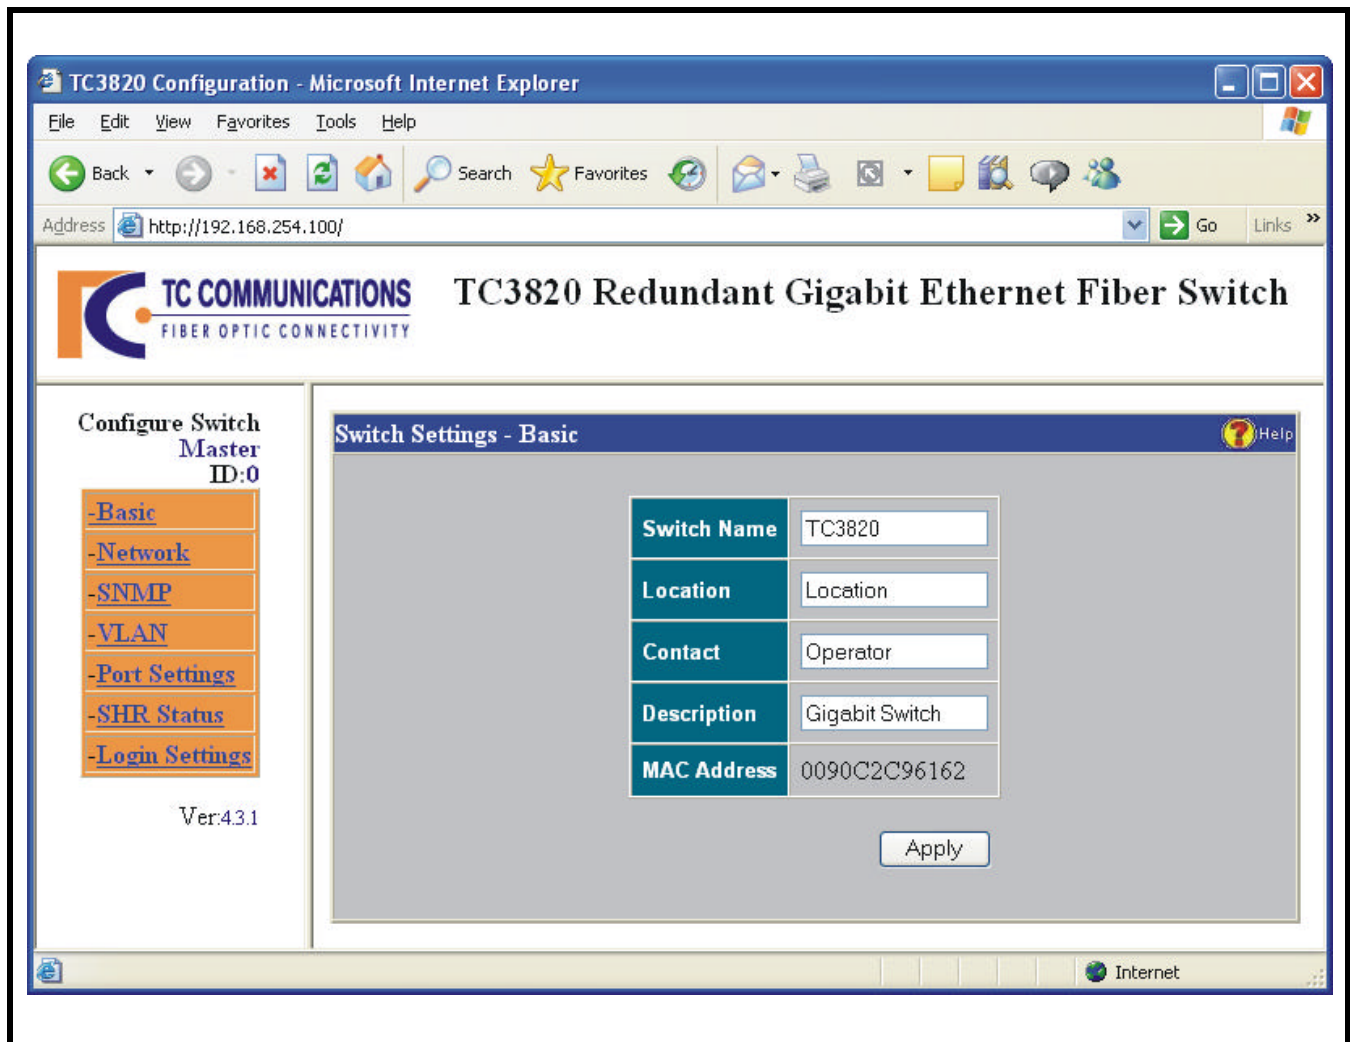 TC3820 Configuration - Microsoft Internet Explorer
File Edit View Favorites Tools Help
Back Search Favorites
Address http://192.168.254.100/ Go Links »
TC COMMUNICATIONS
FIBER OPTIC CONNECTIVITY
TC3820 Redundant Gigabit Ethernet Fiber Switch
Configure Switch
Master
ID:0
-Basic
-Network
-SNMP
-VLAN
-Port Settings
-SHR Status
-Login Settings
Ver:4.3.1
Switch Settings - Basic
Help
Switch Name TC3820
Location Location
Contact Operator
Description Gigabit Switch
MAC Address 0090C2C96162
Apply
Internet